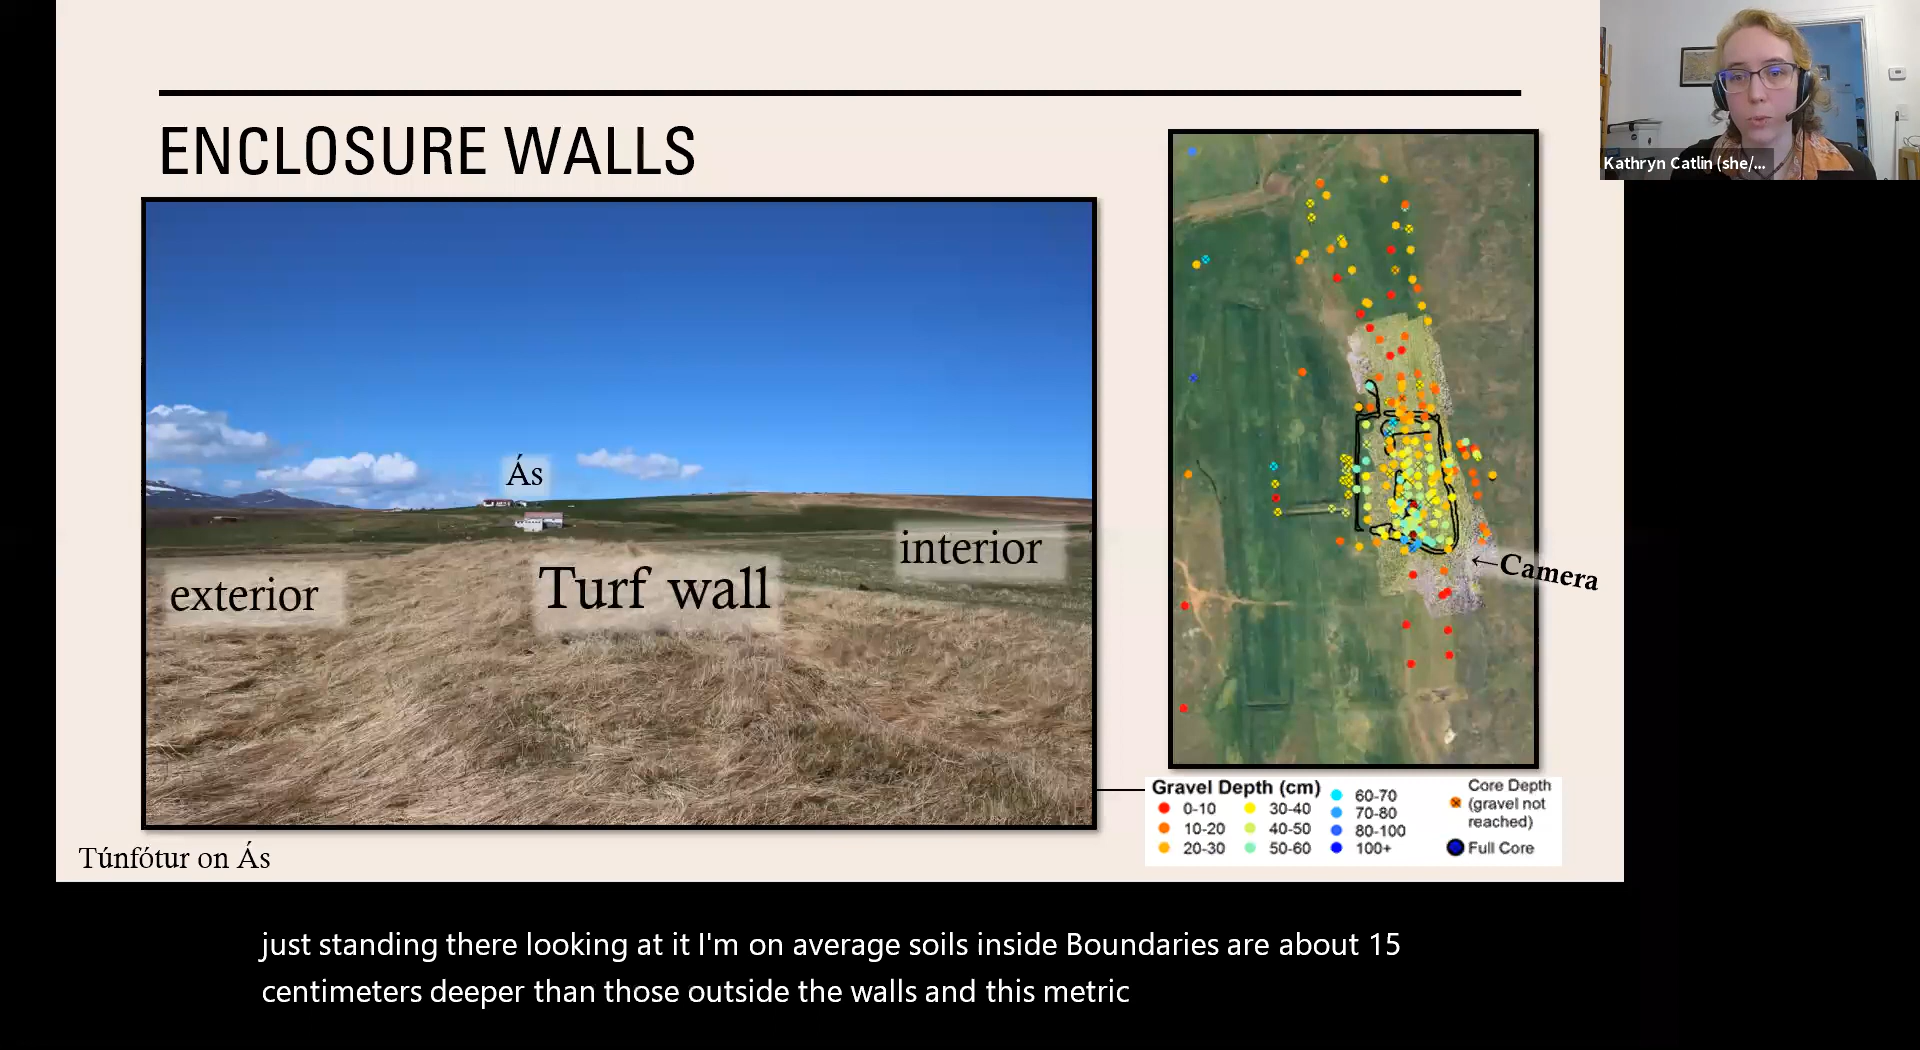 ENCLOSURE WALLS
Kathryn Catlin (she/...
Ás
interior
exterior
Turf wall
←Camera
Gravel Depth (cm)
0-10
10-20
20-30
30-40
40-50
50-60
60-70
70-80
80-100
100+
Core Depth
(gravel not
reached)
Full Core
Túnfótur on Ás
just standing there looking at it I'm on average soils inside Boundaries are about 15
centimeters deeper than those outside the walls and this metric